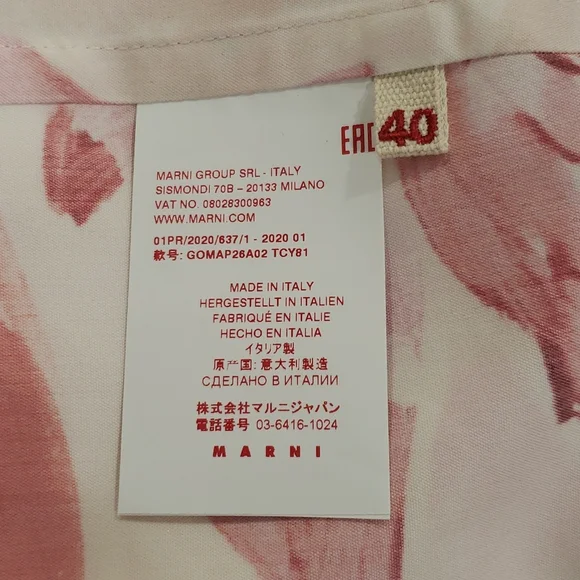 EAC
40
MARNI GROUP SRL - ITALY
SISMONDI 70B – 20133 MILANO
VAT NO. 08028300963
WWW.MARNI.COM
01PR/2020/637/1 - 2020 01
款号: GOMAP26A02 TCY81
MADE IN ITALY
HERGESTELLT IN ITALIEN
FABRIQUÉ EN ITALIE
HECHO EN ITALIA
イタリア製
原产国: 意大利製造
СДЕЛАНО В ИТАЛИИ
株式会社マルニジャパン
電話番号 03-6416-1024
MARNI